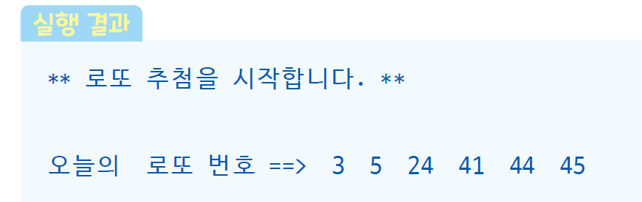 실행 결과
** 로또 추첨을 시작합니다. **
오늘의 로또 번호 ==> 3 5 24 41 44 45